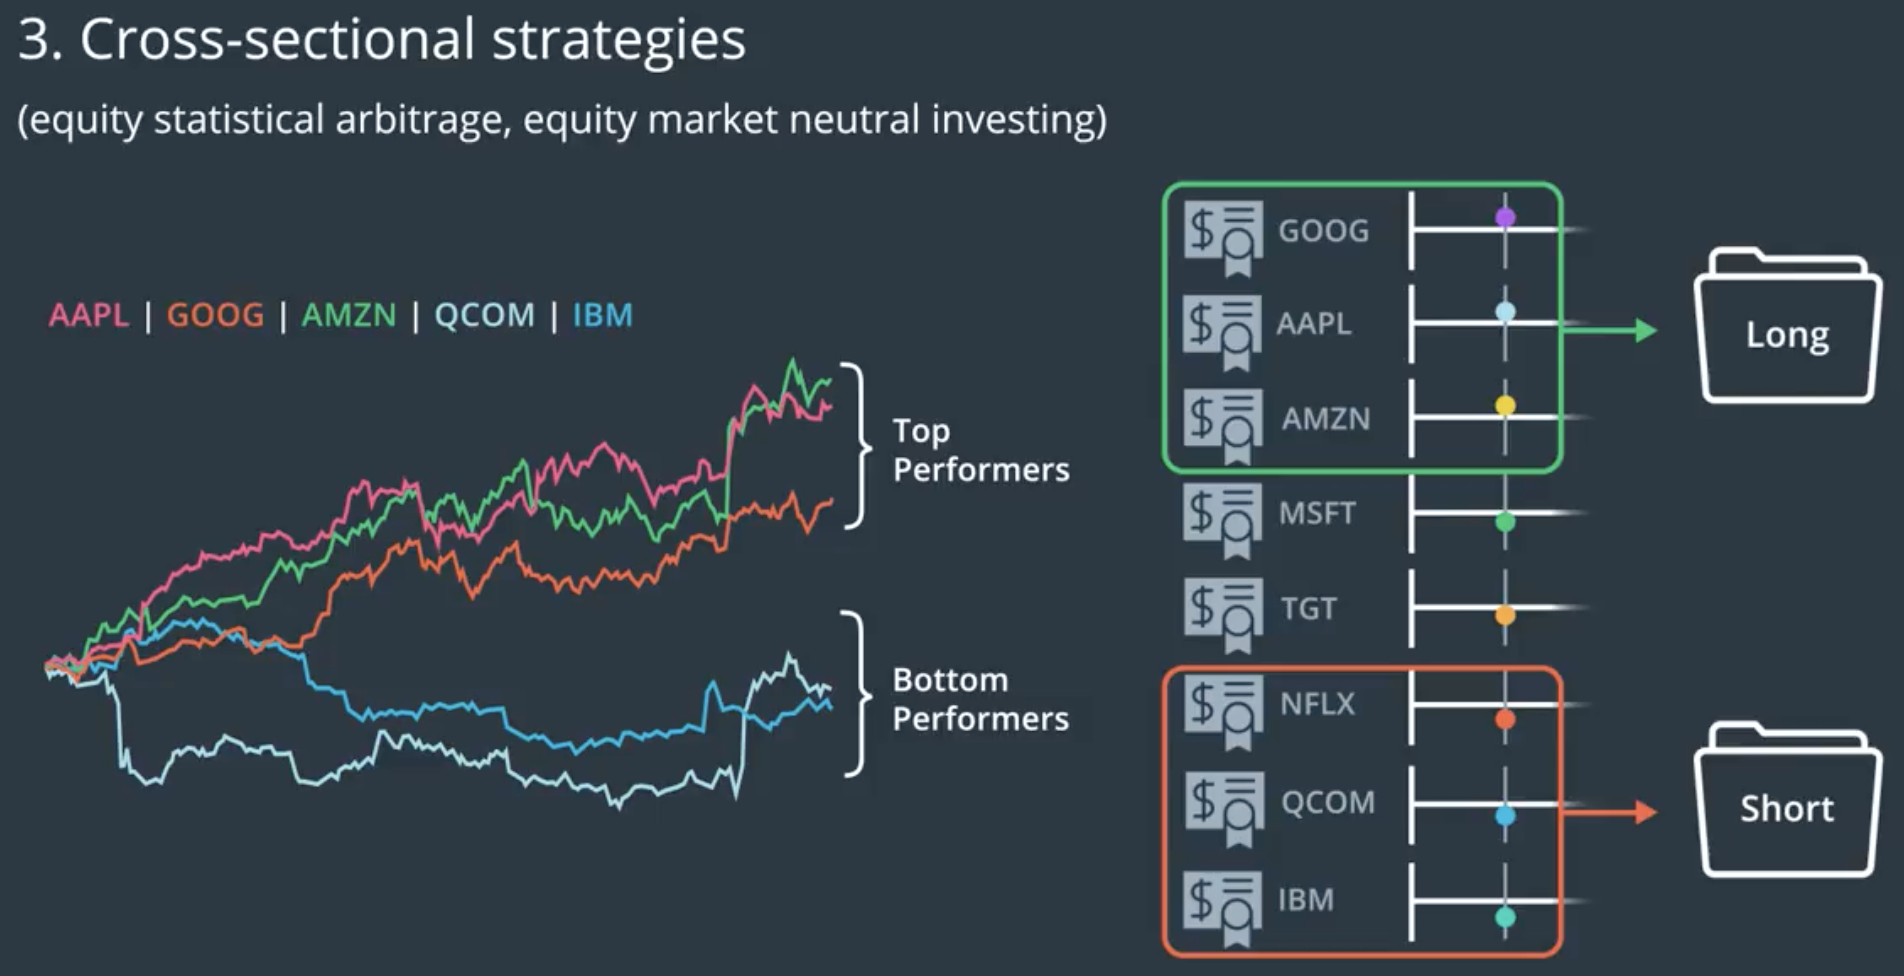 3. Cross-sectional strategies
(equity statistical arbitrage, equity market neutral investing)
AAPL | GOOG | AMZN | QCOM | IBM
Top
Performers
Bottom
Performers
$ GOOG
$ AAPL
$ AMZN
$ MSFT
$ TGT
$ NFLX
$ QCOM
$ IBM
Long
Short